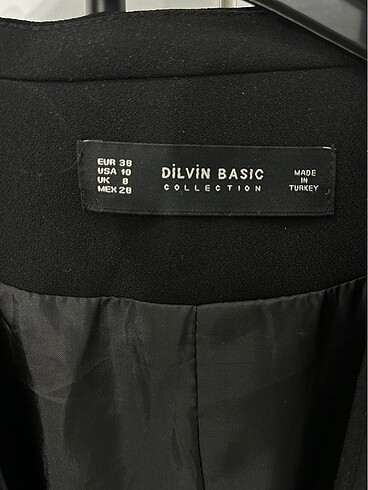 EUR 38
USA 10
UK 8
MEX 28
DİLVİN BASIC
COLLECTION
MADE
IN
TURKEY